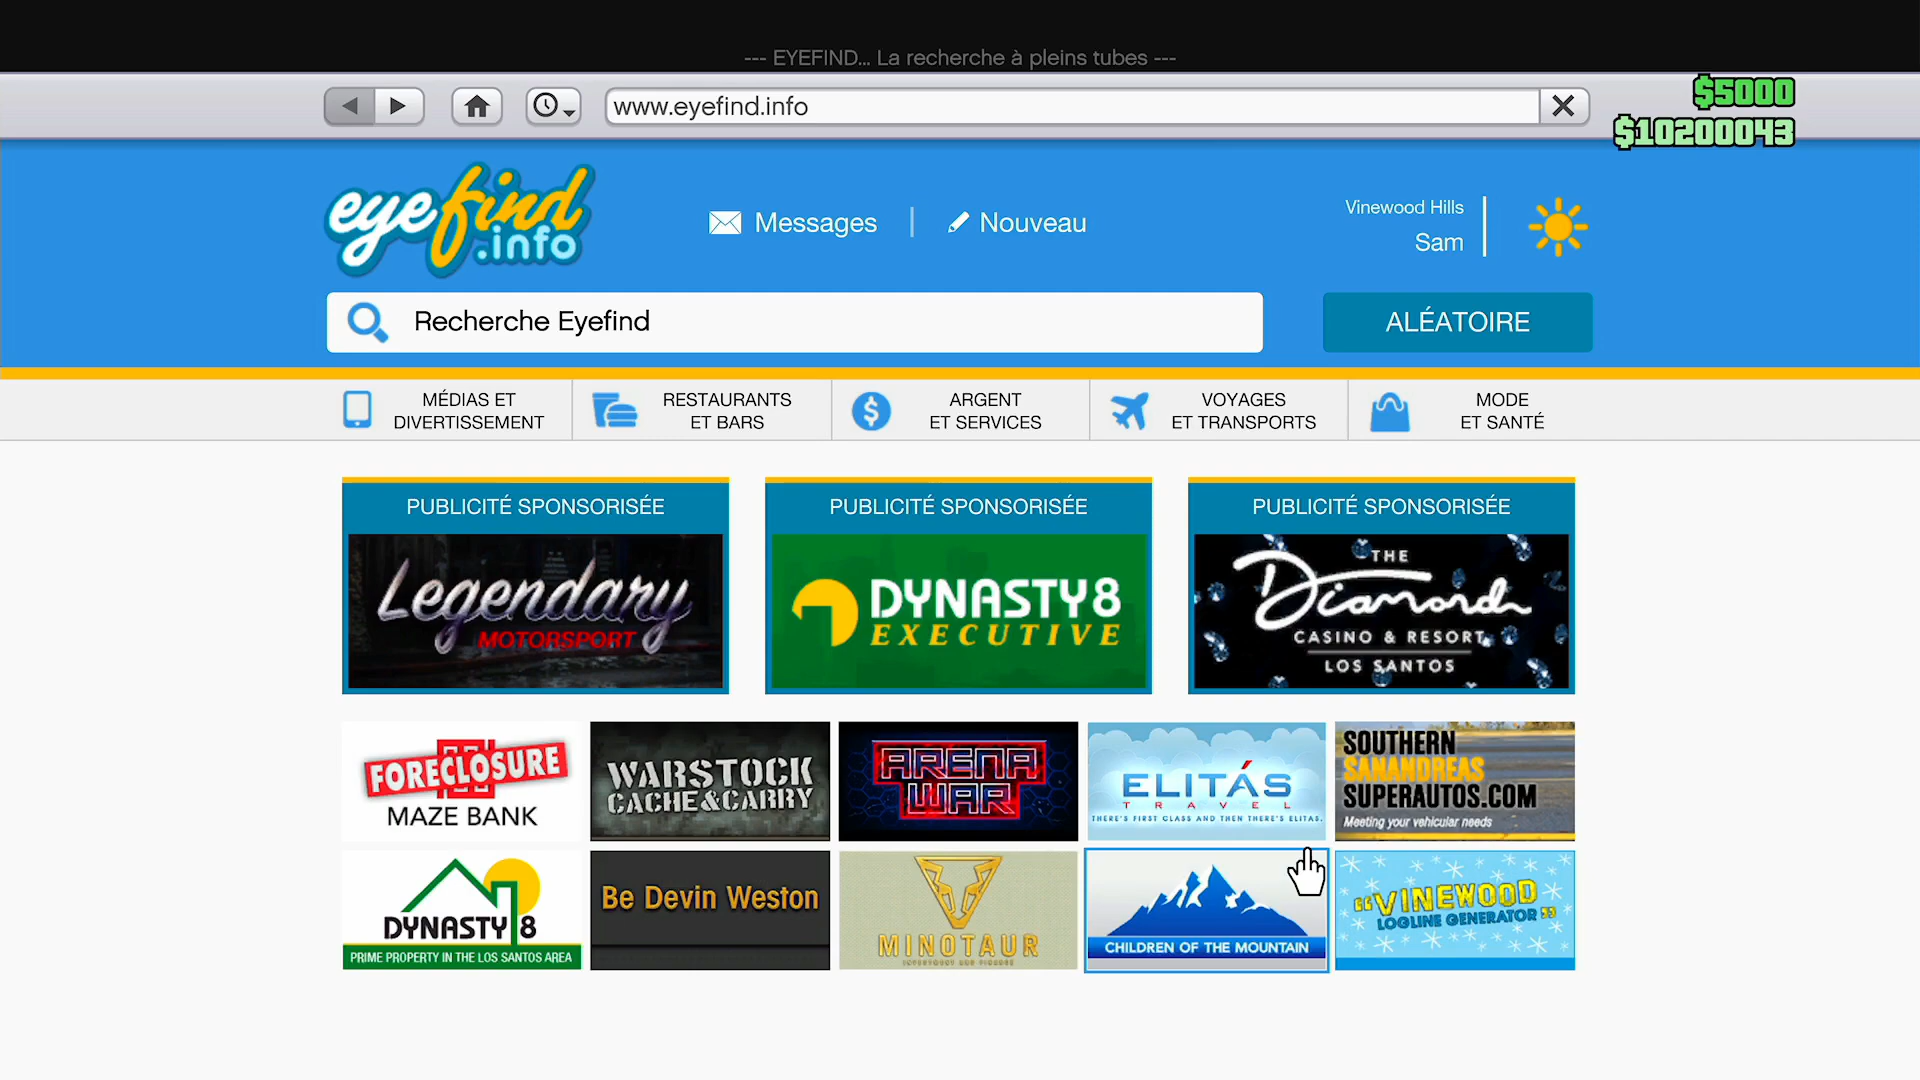 --- EYEFIND... La recherche à pleins tubes ---
www.eyefind.info
$5000
$10200043
eyefind
.info
Messages
Nouveau
Vinewood Hills
Sam
Recherche Eyefind
ALÉATOIRE
MÉDIAS ET
DIVERTISSEMENT
RESTAURANTS
ET BARS
ARGENT
ET SERVICES
VOYAGES
ET TRANSPORTS
MODE
ET SANTÉ
PUBLICITÉ SPONSORISÉE
Legendary
MOTORSPORT
PUBLICITÉ SPONSORISÉE
DYNASTY8
EXECUTIVE
PUBLICITÉ SPONSORISÉE
THE
Diamond
CASINO & RESORT
LOS SANTOS
FORECLOSURE
MAZE BANK
WARSTOCK
CACHE&CARRY
ARENA
WAR
ELITÁS
TRAVEL
THERE'S FIRST CLASS AND THEN THERE'S ELITAS.
SOUTHERN
SANANDREAS
SUPERAUTOS.COM
Meeting your vehicular needs
DYNASTY 8
PRIME PROPERTY IN THE LOS SANTOS AREA
Be Devin Weston
MINOTAUR
INVESTMENT AND FINANCE
CHILDREN OF THE MOUNTAIN
"VINEWOOD
LOGLINE GENERATOR"